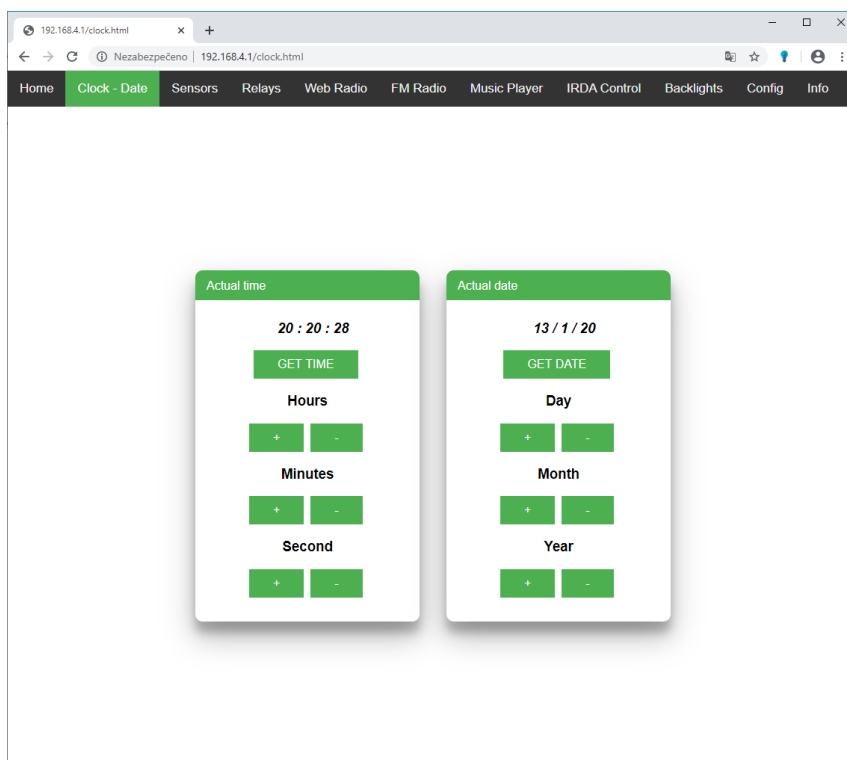 192.168.4.1/clock.html
Nezabezpečeno | 192.168.4.1/clock.html
Home Clock - Date Sensors Relays Web Radio FM Radio Music Player IRDA Control Backlights Config Info
Actual time
20 : 20 : 28
GET TIME
Hours
+ -
Minutes
+ -
Second
+ -
Actual date
13 / 1 / 20
GET DATE
Day
+ -
Month
+ -
Year
+ -